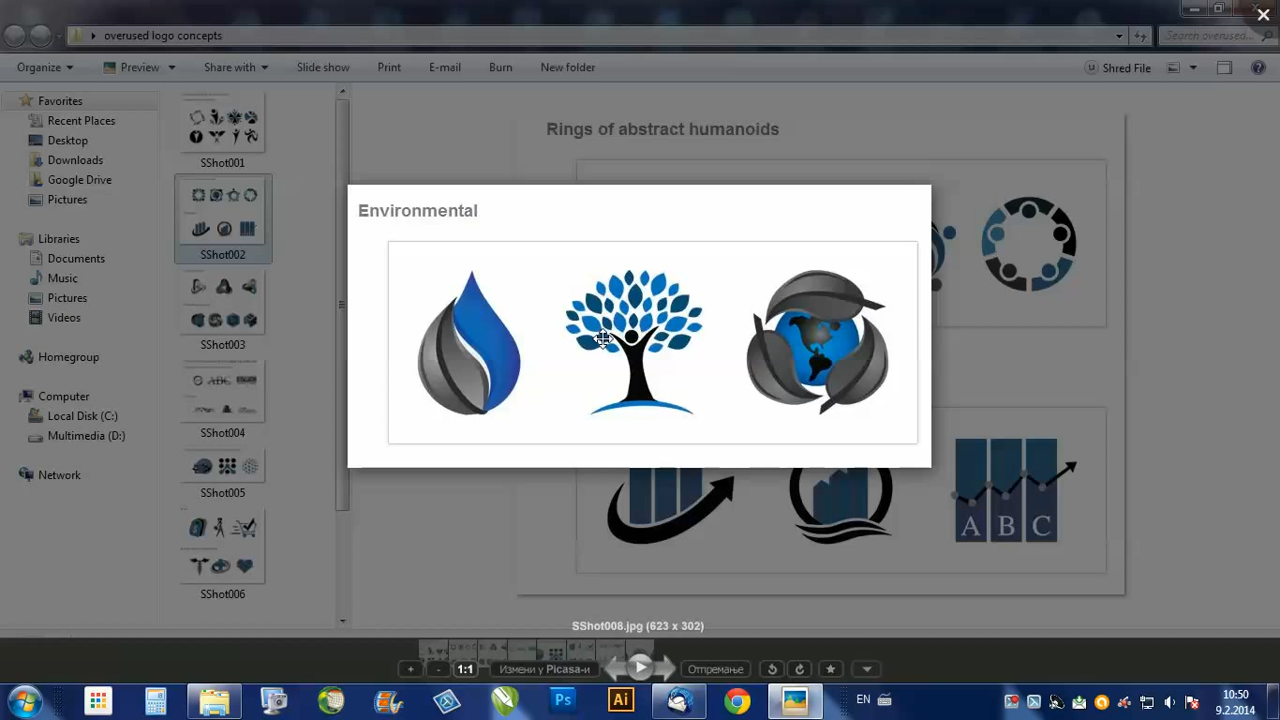 overused logo concepts
Search overused...
Organize
Preview
Share with
Slide show
Print
E-mail
Burn
New folder
Shred File
Favorites
Recent Places
Desktop
Downloads
Google Drive
Pictures
Libraries
Documents
Music
Pictures
Videos
Homegroup
Computer
Local Disk (C:)
Multimedia (D:)
Network
SShot001
SShot002
SShot003
ABC
SShot004
SShot005
SShot006
Rings of abstract humanoids
Environmental
A B C
SShot008.jpg (623 x 302)
+ - 1:1
Измени у Picasa-и
Отпремање
Ps
Ai
EN
10:50
9.2.2014